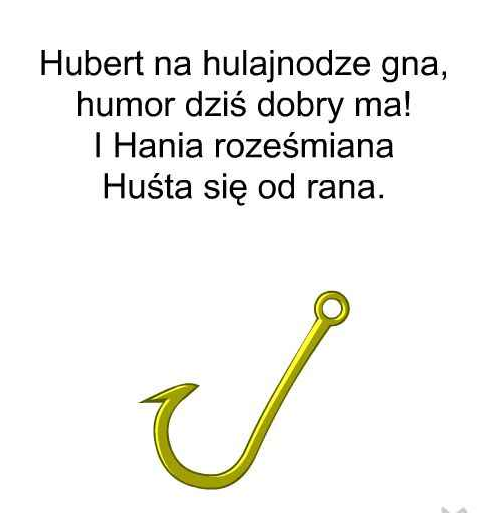 Hubert na hulajnodze gna,
humor dziś dobry ma!
I Hania roześmiana
Huśta się od rana.